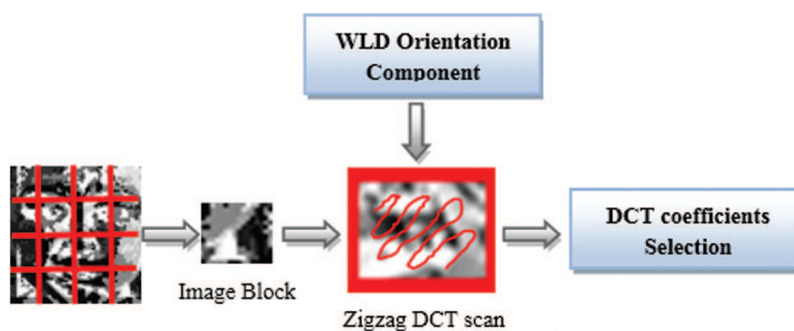 WLD Orientation
Component
DCT coefficients
Selection
Image Block
Zigzag DCT scan